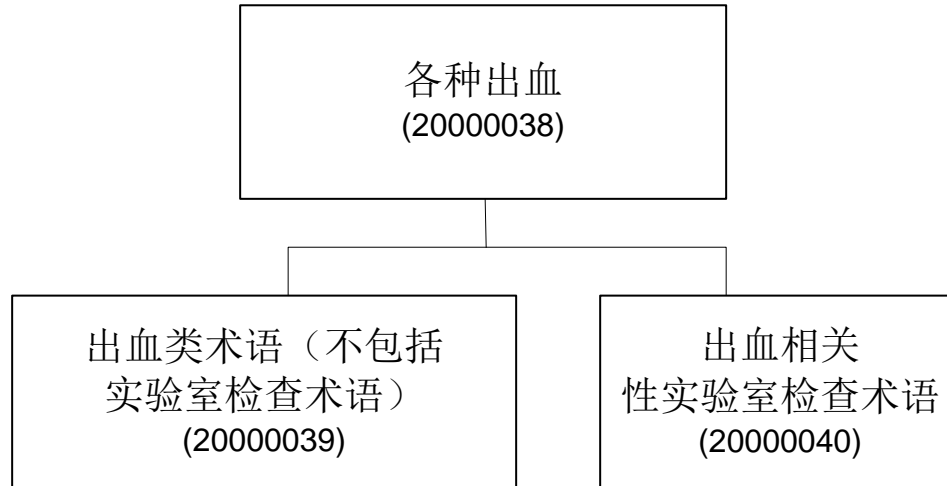 各种出血
(20000038)
出血类术语（不包括
实验室检查术语）
(20000039)
出血相关
性实验室检查术语
(20000040)